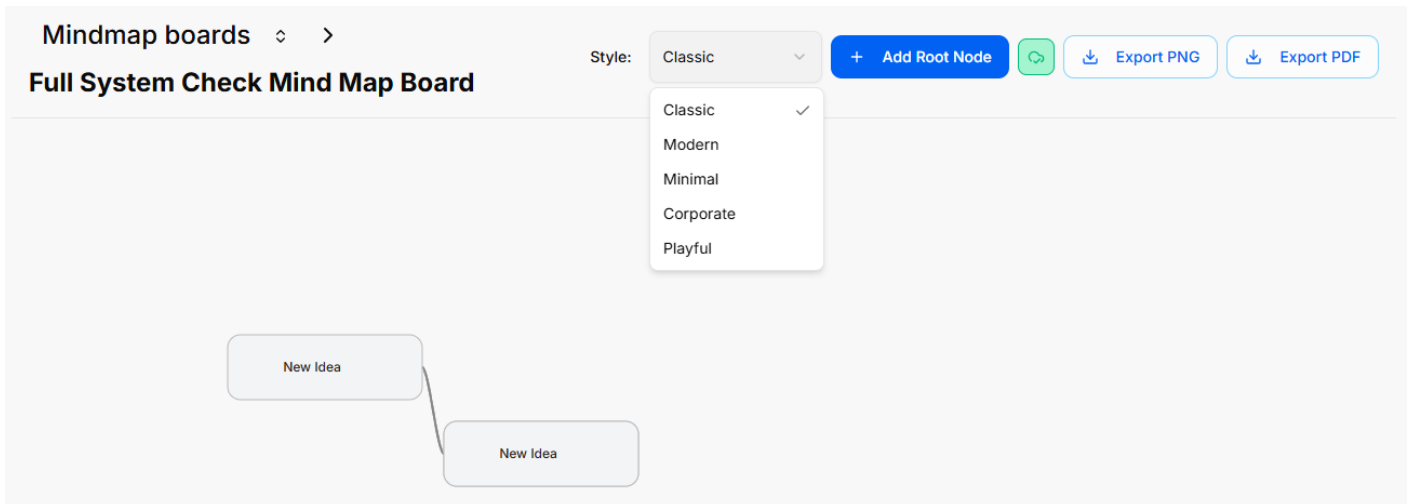 Mindmap boards
Full System Check Mind Map Board
Style:
Classic
Add Root Node
Export PNG
Export PDF
Classic
Modern
Minimal
Corporate
Playful
New Idea
New Idea